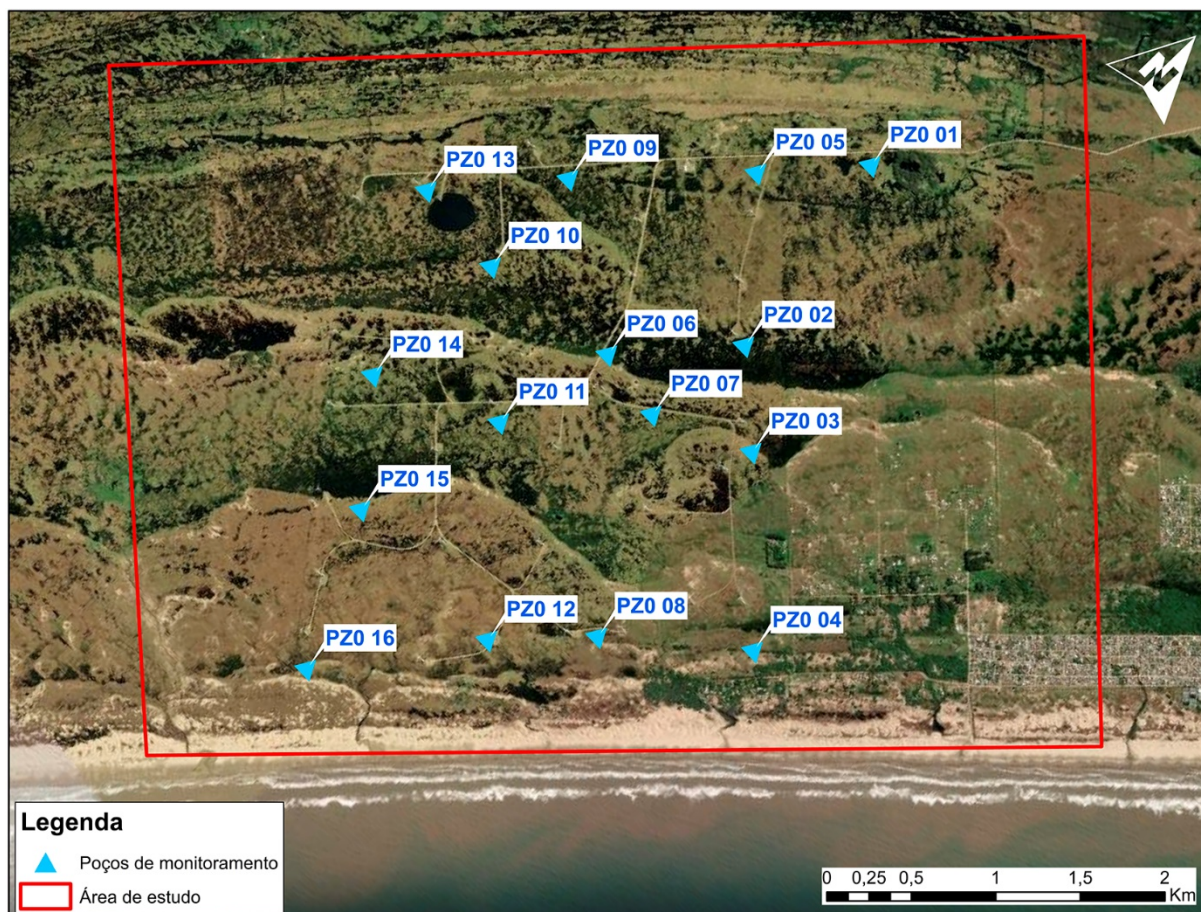 N
PZ0 01
PZ0 05
PZ0 09
PZ0 13
PZ0 10
PZ0 02
PZ0 06
PZ0 14
PZ0 07
PZ0 11
PZ0 03
PZ0 15
PZ0 08
PZ0 12
PZ0 04
PZ0 16
Legenda
Poços de monitoramento
Área de estudo
0 0,25 0,5 1 1,5 2
Km